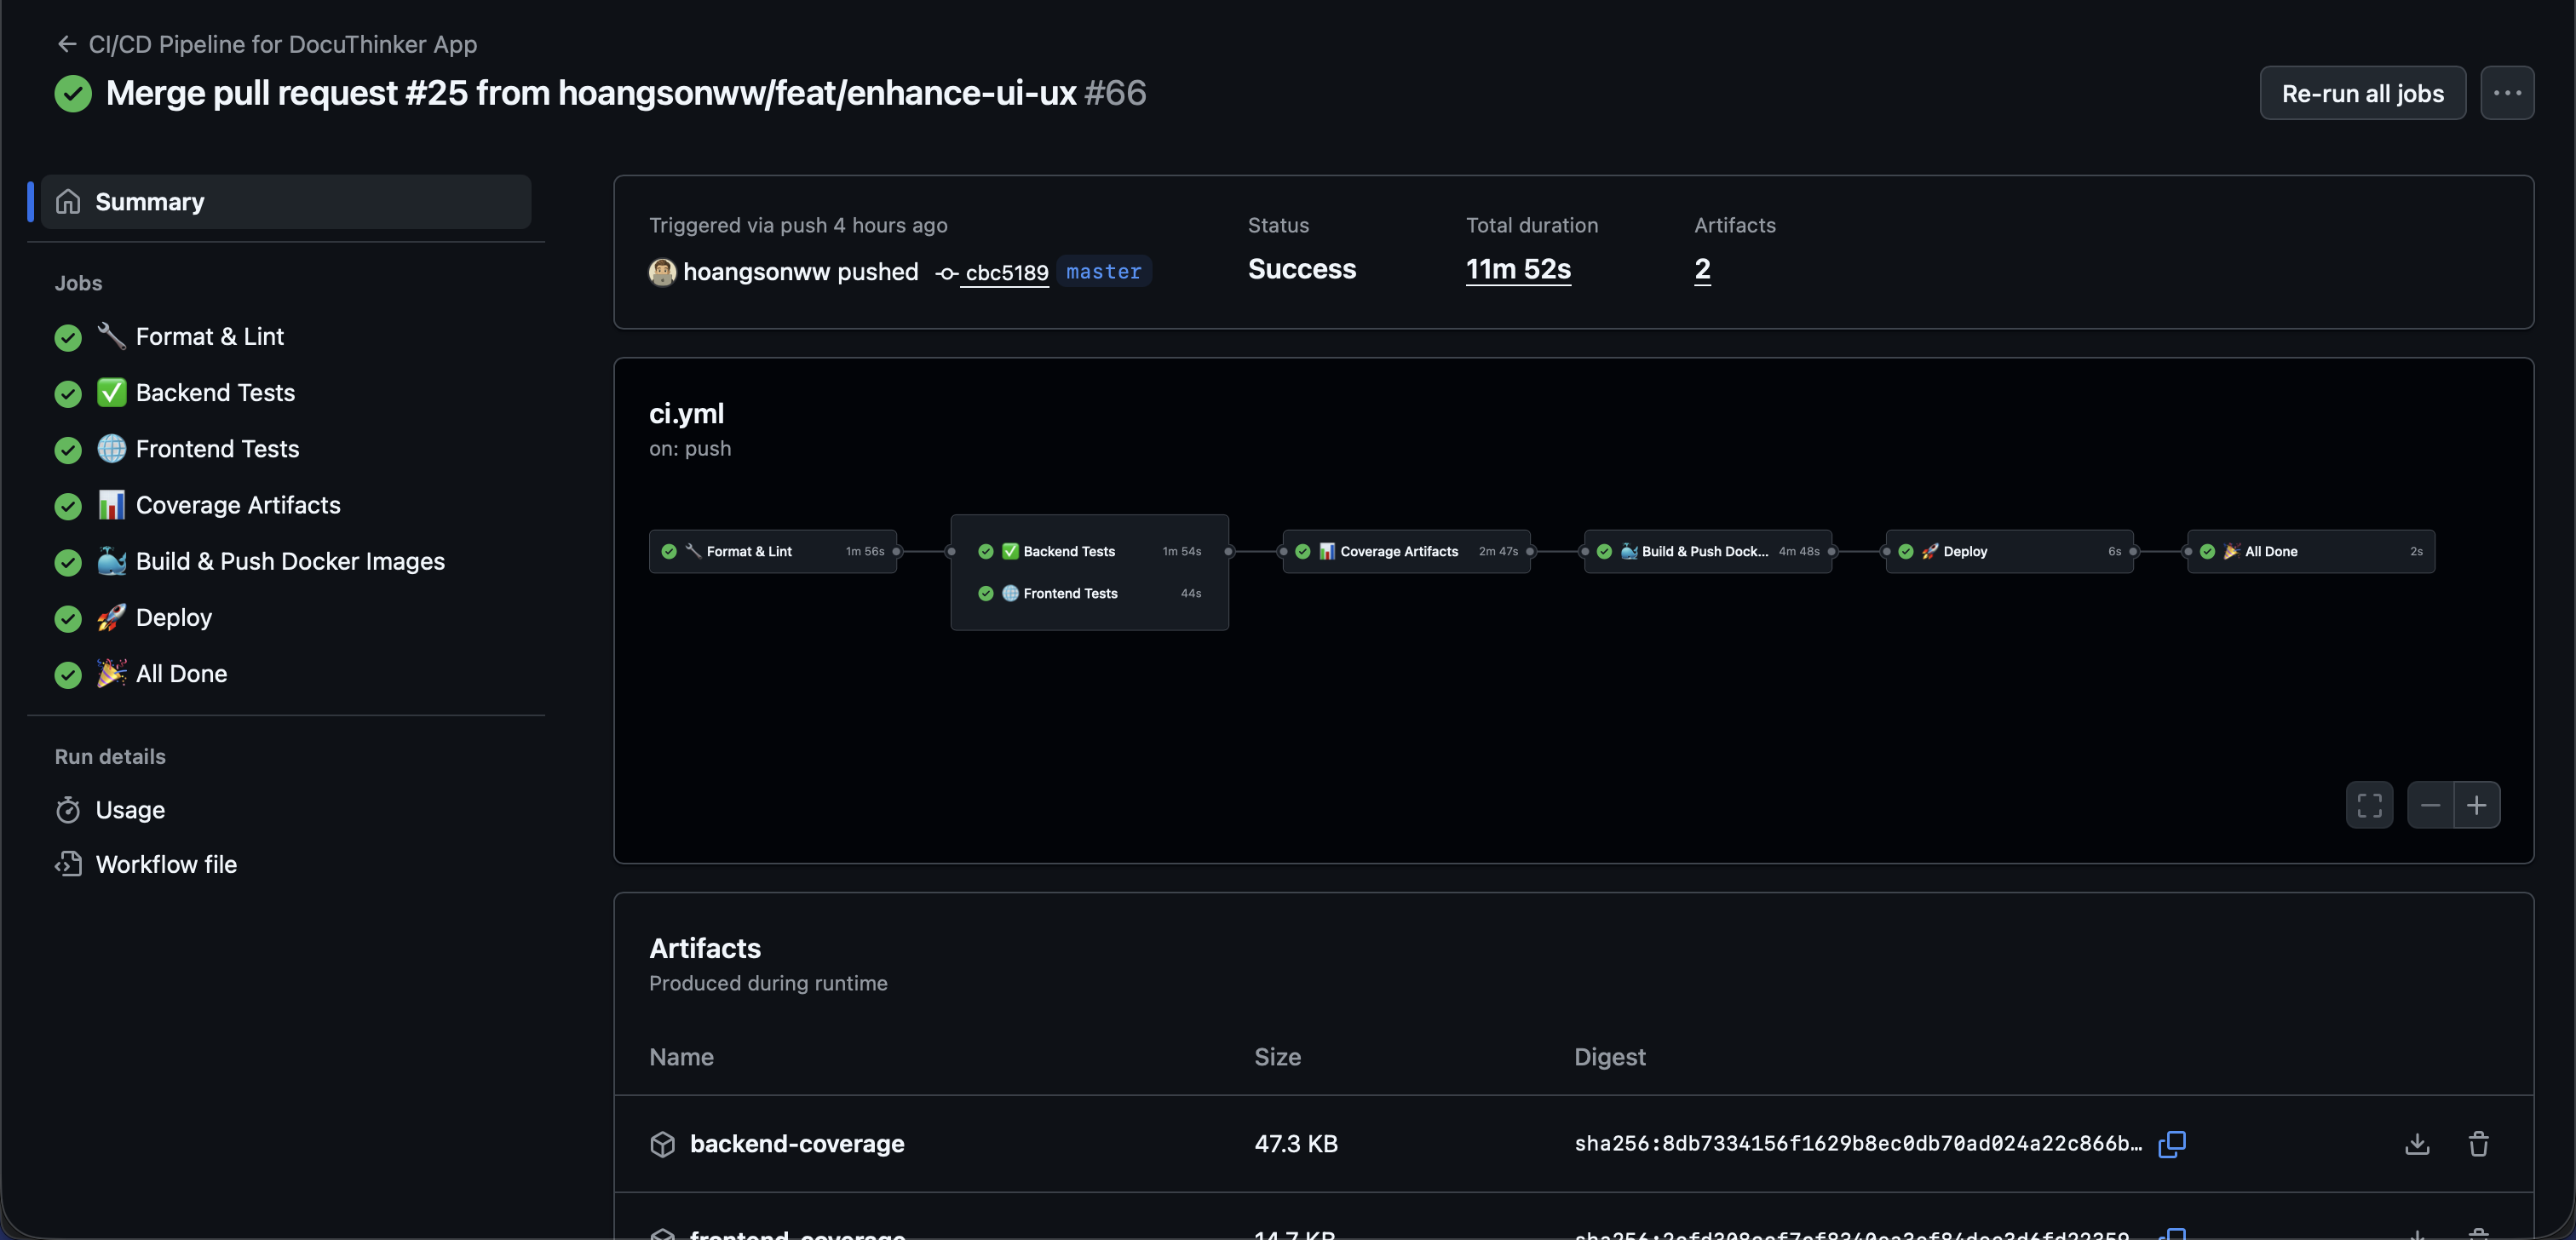 ← CI/CD Pipeline for DocuThinker App
Merge pull request #25 from hoangsonww/feat/enhance-ui-ux #66
Re-run all jobs
Summary
Jobs
Format & Lint
Backend Tests
Frontend Tests
Coverage Artifacts
Build & Push Docker Images
Deploy
All Done
Run details
Usage
Workflow file
Triggered via push 4 hours ago
hoangsonww pushed cbc5189 master
Status
Success
Total duration
11m 52s
Artifacts
2
ci.yml
on: push
Format & Lint 1m 56s
Backend Tests 1m 54s
Frontend Tests 44s
Coverage Artifacts 2m 47s
Build & Push Dock... 4m 48s
Deploy 6s
All Done 2s
Artifacts
Produced during runtime
Name Size Digest
backend-coverage 47.3 KB sha256:8db7334156f1629b8ec0db70ad024a22c866b…
frontend-coverage 14.7 KB